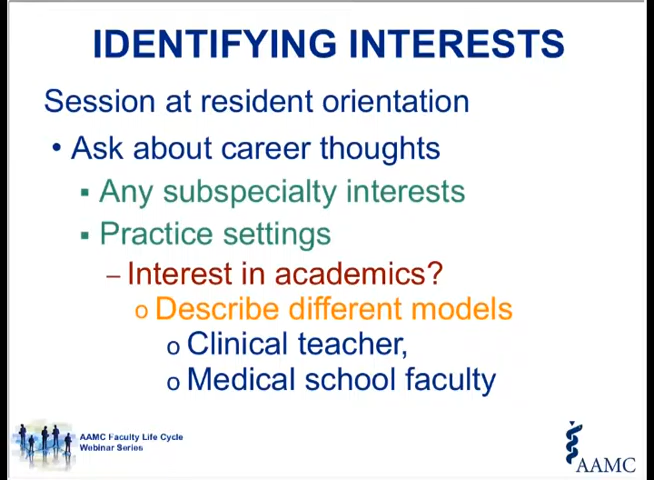 IDENTIFYING INTERESTS
Session at resident orientation
• Ask about career thoughts
▪ Any subspecialty interests
▪ Practice settings
– Interest in academics?
o Describe different models
o Clinical teacher,
o Medical school faculty
AAMC Faculty Life Cycle
Webinar Series
AAMC